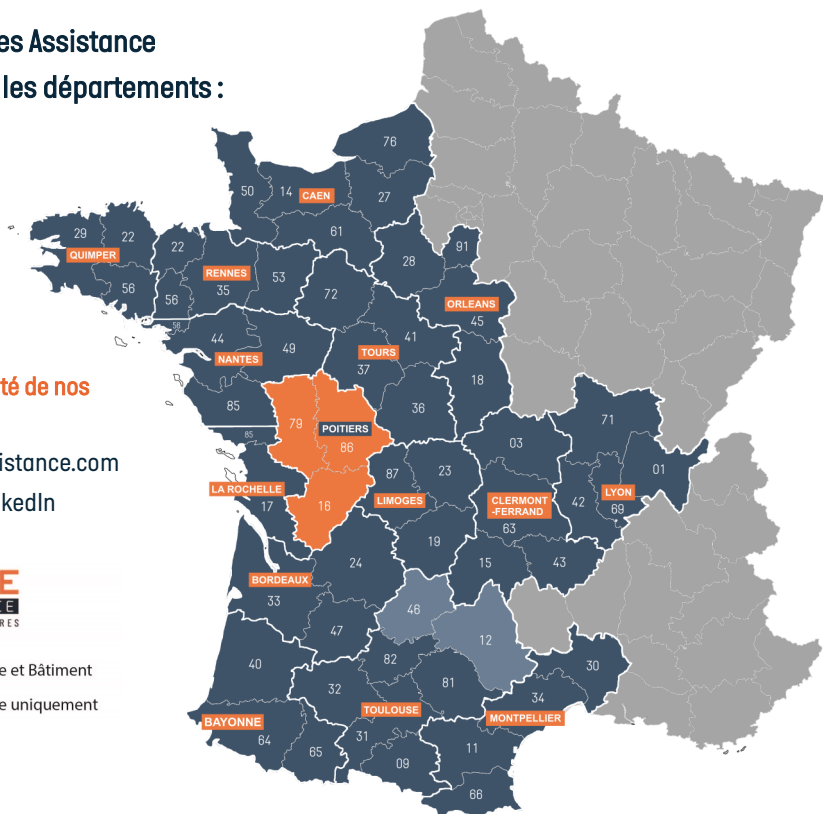 es Assistance
les départements :
76
50
14
CAEN
27
61
29
22
QUIMPER
56
22
RENNES
35
56
53
56
72
28
91
ORLEANS
45
44
NANTES
49
41
TOURS
37
18
36
85
85
79
POITIERS
86
16
LA ROCHELLE
17
87
23
LIMOGES
19
03
CLERMONT
-FERRAND
63
15
43
71
01
42
LYON
69
té de nos
istance.com
kedIn
E
CE
RES
e et Bâtiment
e uniquement
24
BORDEAUX
33
47
46
12
40
32
82
81
TOULOUSE
31
09
BAYONNE
64
65
30
34
MONTPELLIER
11
66